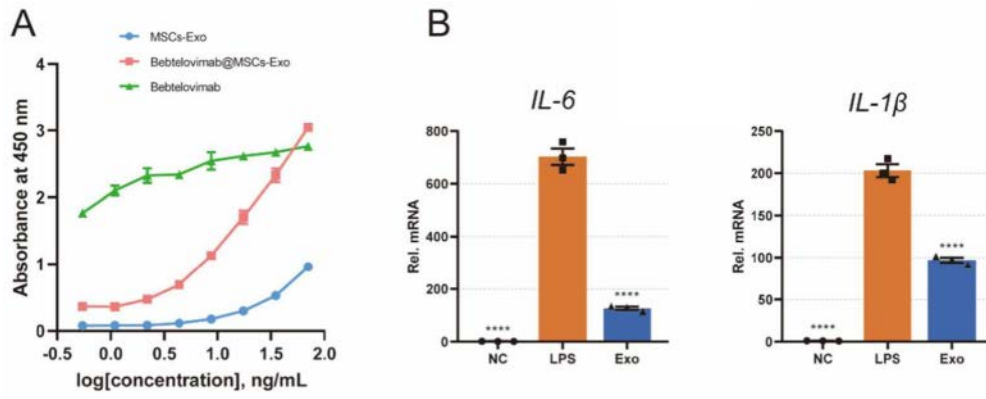 A
MSCs-Exo
Bebtelovimab@MSCs-Exo
Bebtelovimab
Absorbance at 450 nm
4
3
2
1
0
-0.5 0.0 0.5 1.0 1.5 2.0
log[concentration], ng/mL
B
IL-6
Rel. mRNA
800
600
400
200
0
****
****
NC LPS Exo
IL-1β
Rel. mRNA
250
200
150
100
50
0
****
****
NC LPS Exo